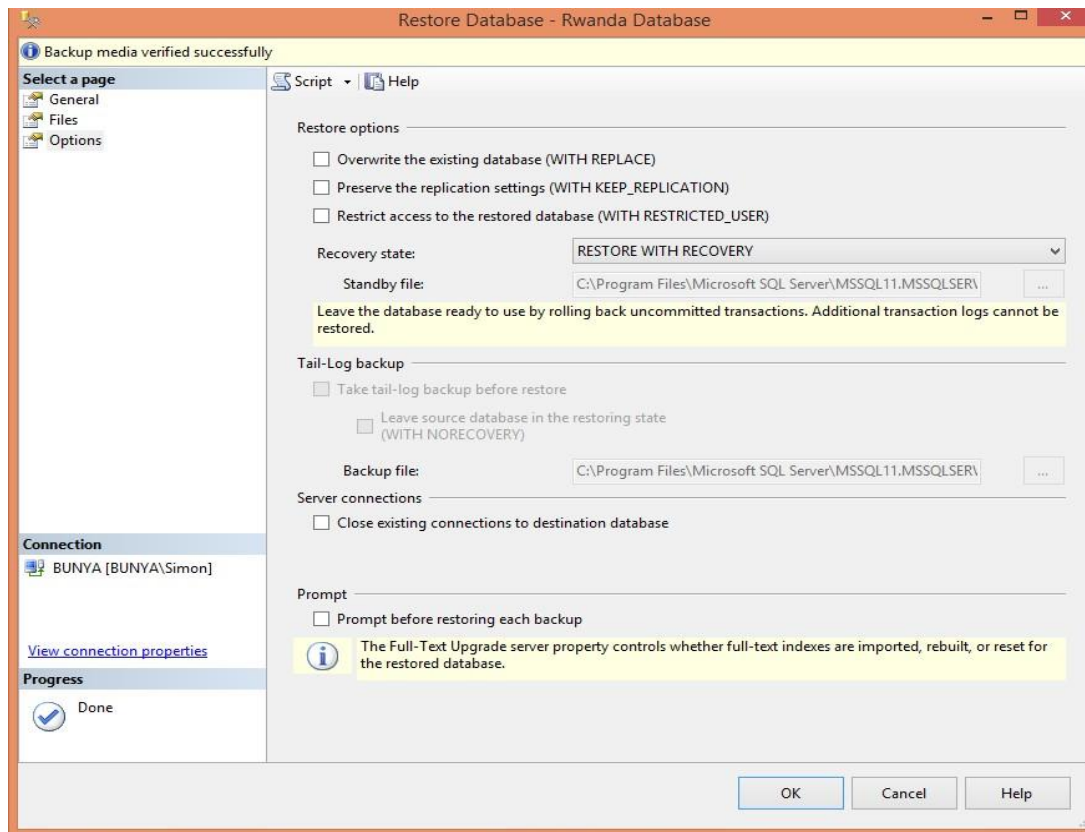 Restore Database - Rwanda Database
Backup media verified successfully
Select a page
General
Files
Options
Script
Help
Restore options
Overwrite the existing database (WITH REPLACE)
Preserve the replication settings (WITH KEEP_REPLICATION)
Restrict access to the restored database (WITH RESTRICTED_USER)
Recovery state:
RESTORE WITH RECOVERY
Standby file:
C:\Program Files\Microsoft SQL Server\MSSQL11.MSSQLSER\
...
Leave the database ready to use by rolling back uncommitted transactions. Additional transaction logs cannot be
restored.
Tail-Log backup
Take tail-log backup before restore
Leave source database in the restoring state
(WITH NORECOVERY)
Backup file:
C:\Program Files\Microsoft SQL Server\MSSQL11.MSSQLSER\
...
Server connections
Close existing connections to destination database
Connection
BUNYA [BUNYA\Simon]
View connection properties
Prompt
Prompt before restoring each backup
The Full-Text Upgrade server property controls whether full-text indexes are imported, rebuilt, or reset for
the restored database.
Progress
Done
OK
Cancel
Help